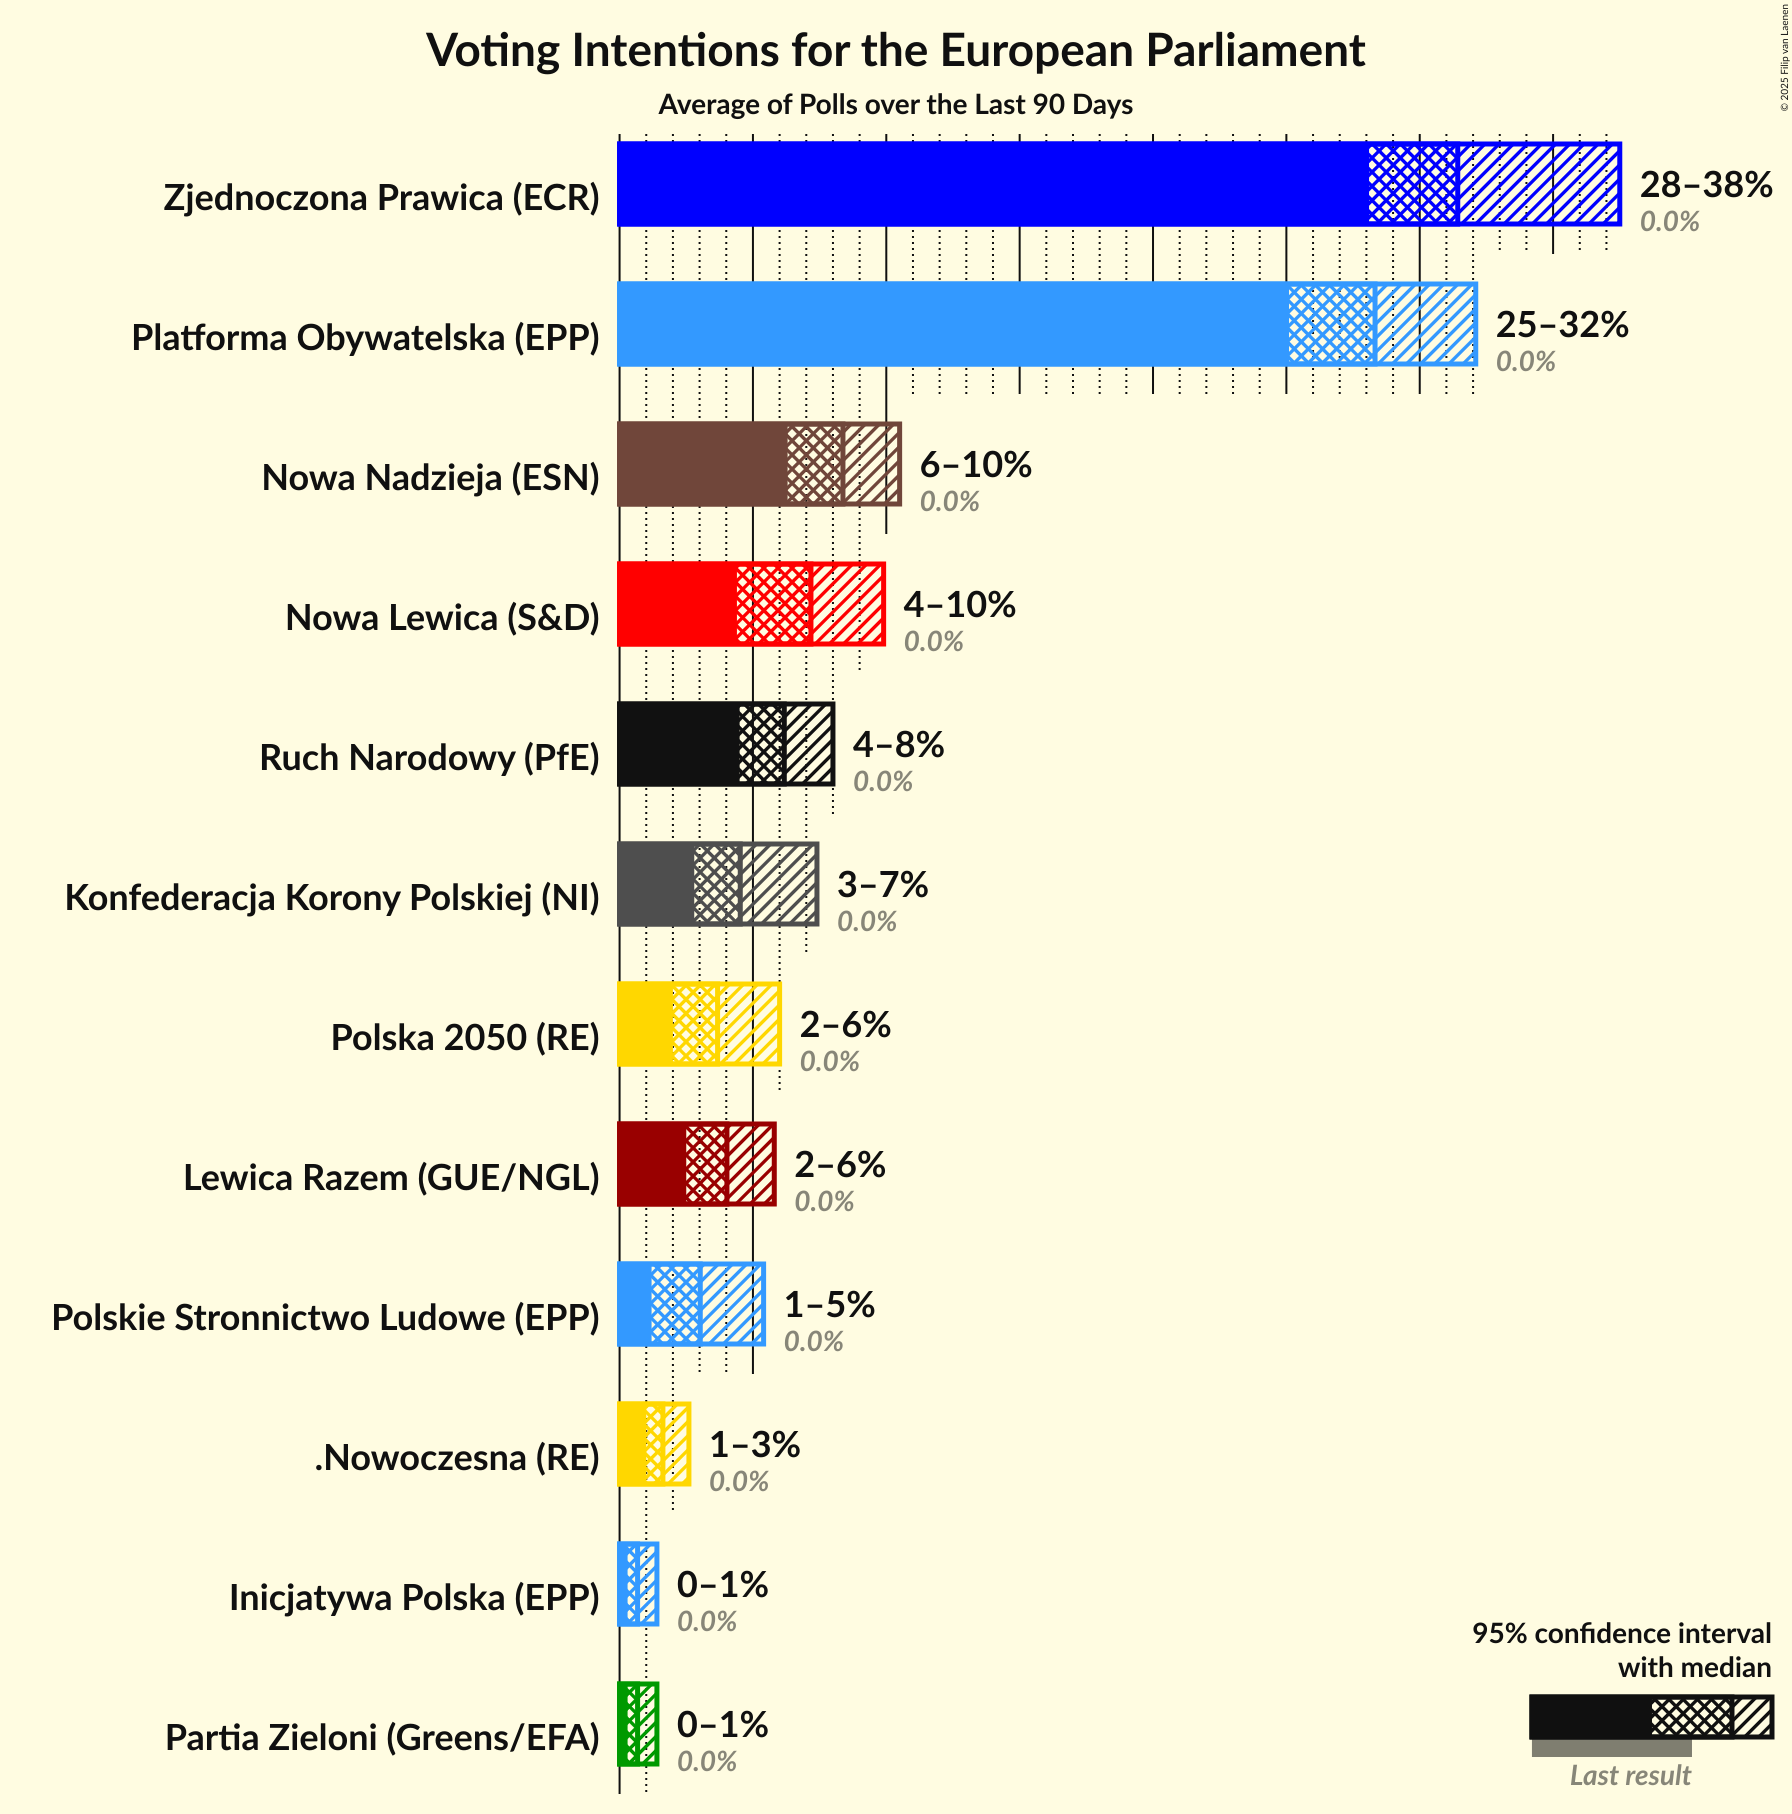 Voting Intentions for the European Parliament
Average of Polls over the Last 90 Days
© 2025 Filip van Laenen
Zjednoczona Prawica (ECR)
28–38%
0.0%
Platforma Obywatelska (EPP)
25–32%
0.0%
Nowa Nadzieja (ESN)
6–10%
0.0%
Nowa Lewica (S&D)
4–10%
0.0%
Ruch Narodowy (PfE)
4–8%
0.0%
Konfederacja Korony Polskiej (NI)
3–7%
0.0%
Polska 2050 (RE)
2–6%
0.0%
Lewica Razem (GUE/NGL)
2–6%
0.0%
Polskie Stronnictwo Ludowe (EPP)
1–5%
0.0%
.Nowoczesna (RE)
1–3%
0.0%
Inicjatywa Polska (EPP)
0–1%
0.0%
Partia Zieloni (Greens/EFA)
0–1%
0.0%
95% confidence interval
with median
Last result